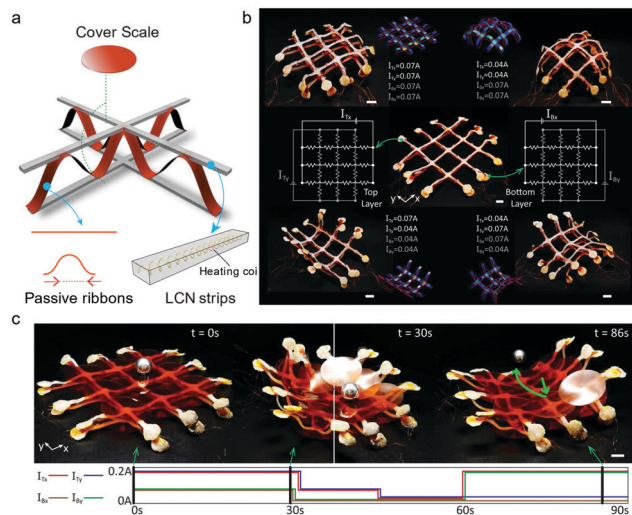 a
Cover Scale
Passive ribbons
Heating coi
LCN strips
b
I_Tx=0.07A
I_Ty=0.07A
I_Bx=0.07A
I_By=0.07A
I_Tx=0.04A
I_Ty=0.04A
I_Bx=0.07A
I_By=0.07A
I_Tx
I_Ty
Top
Layer
y x
I_Bx
I_By
Bottom
Layer
I_Tx=0.07A
I_Ty=0.07A
I_Bx=0.04A
I_By=0.04A
I_Tx=0.04A
I_Ty=0.07A
I_Bx=0.07A
I_By=0.04A
c
t = 0s
t = 30s
t = 86s
y x
I_Tx I_Ty
I_Bx I_By
0.2A
0A
0s
30s
60s
90s